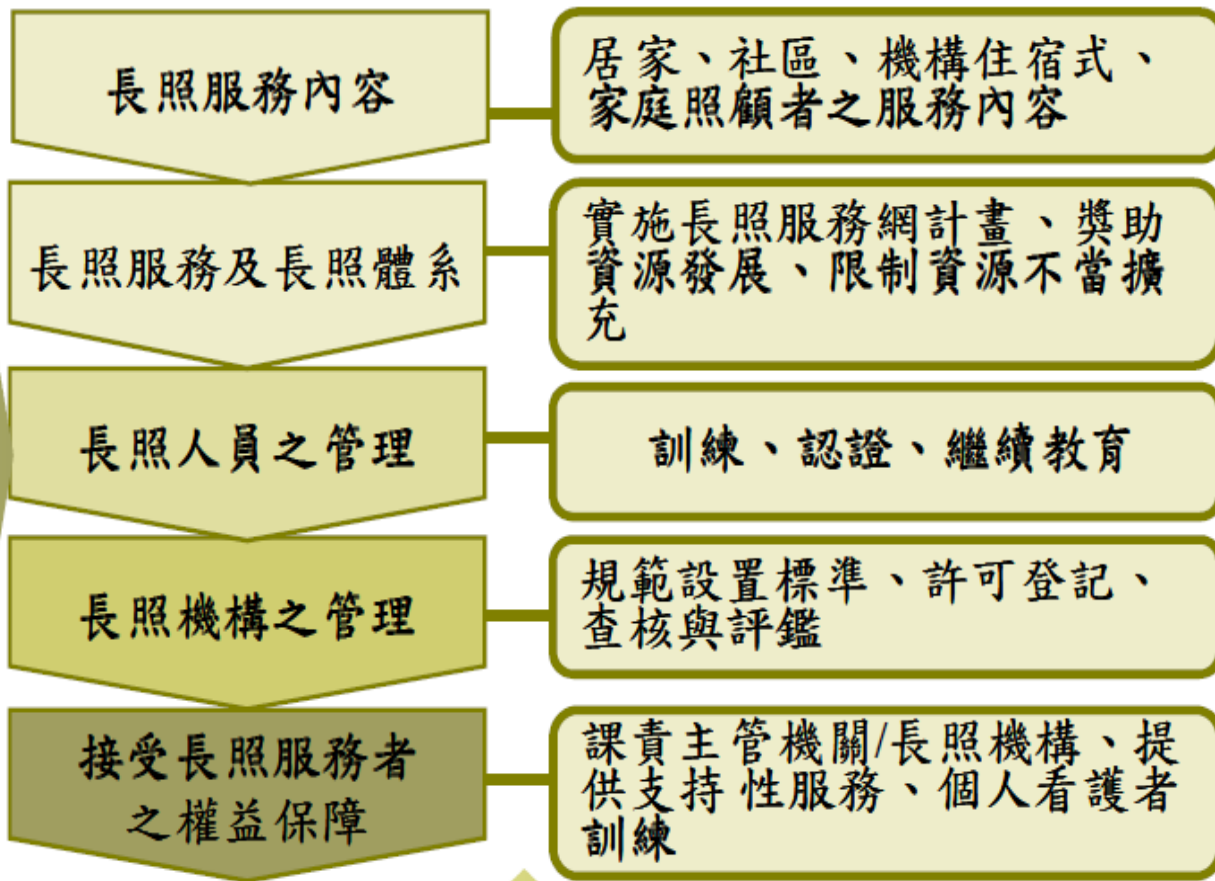 長照服務內容
居家、社區、機構住宿式、
家庭照顧者之服務內容
長照服務及長照體系
實施長照服務網計畫、獎助
資源發展、限制資源不當擴
充
長照人員之管理
訓練、認證、繼續教育
長照機構之管理
規範設置標準、許可登記、
查核與評鑑
接受長照服務者
之權益保障
課責主管機關/長照機構、提
供支持性服務、個人看護者
訓練